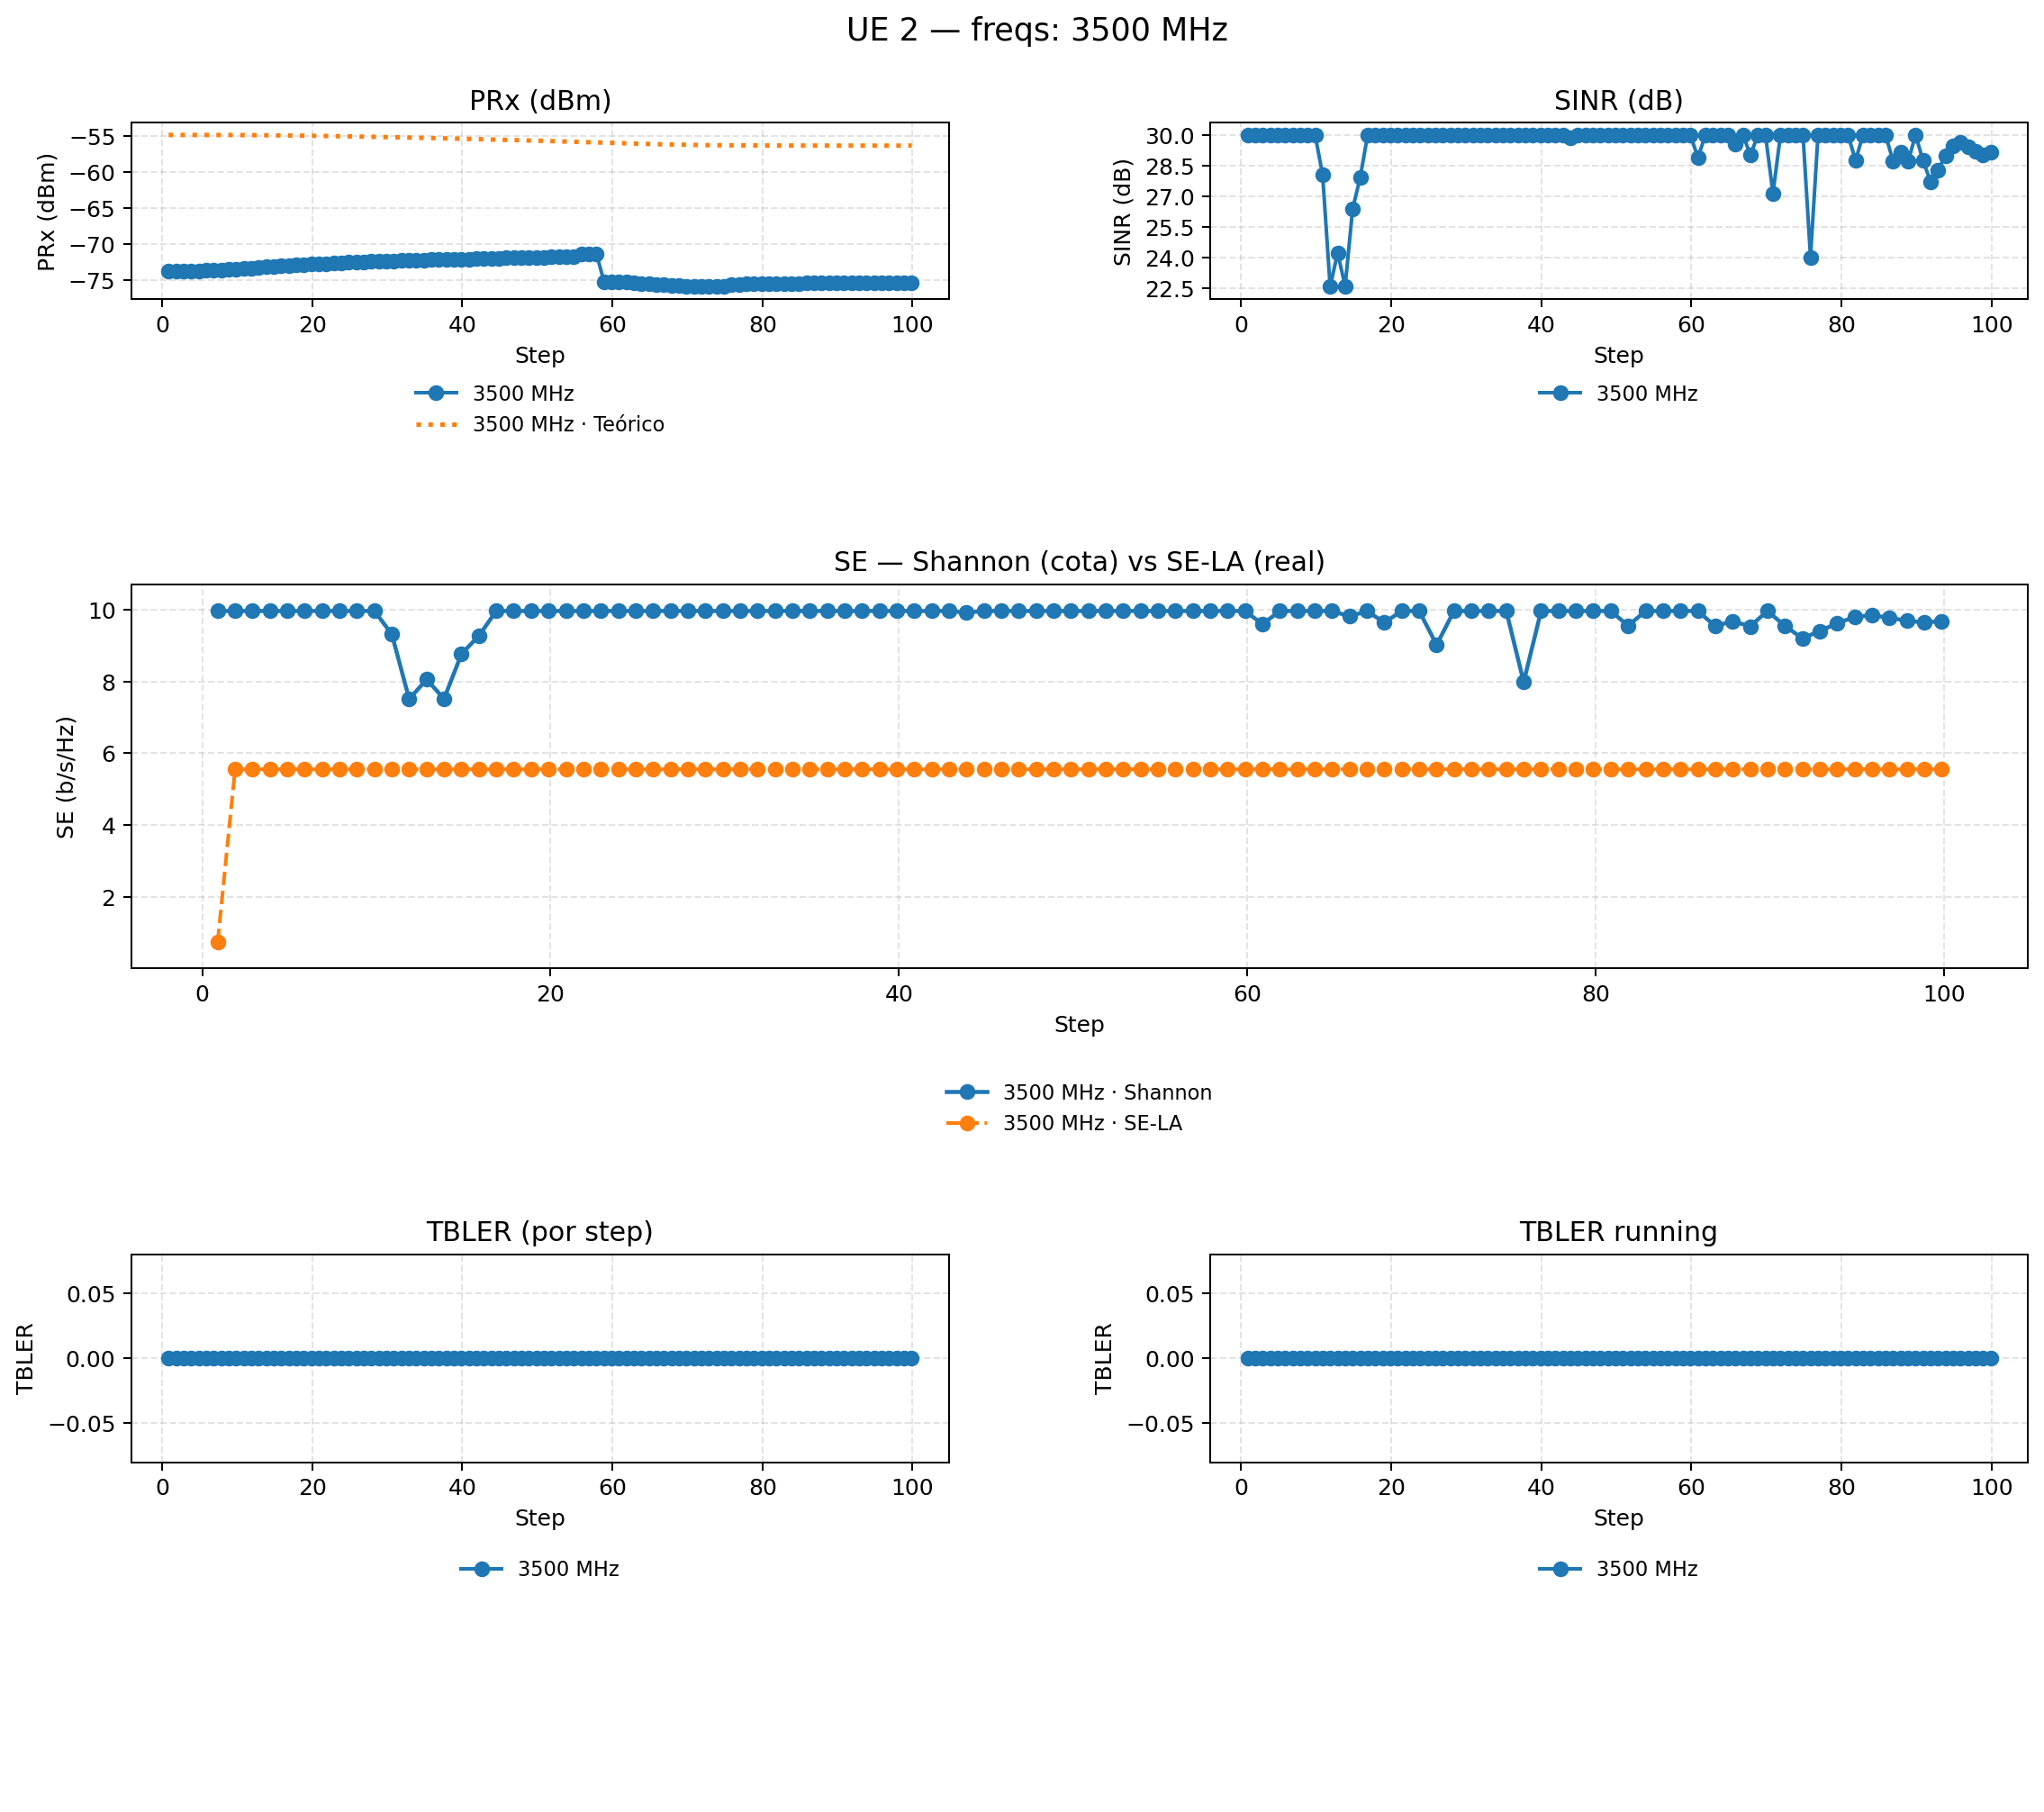 UE 2 — freqs: 3500 MHz
PRx (dBm)
PRx (dBm)
−55
−60
−65
−70
−75
0 20 40 60 80 100
Step
3500 MHz
3500 MHz · Teórico
SINR (dB)
SINR (dB)
30.0
28.5
27.0
25.5
24.0
22.5
0 20 40 60 80 100
Step
3500 MHz
SE — Shannon (cota) vs SE-LA (real)
SE (b/s/Hz)
10
8
6
4
2
0 20 40 60 80 100
Step
3500 MHz · Shannon
3500 MHz · SE-LA
TBLER (por step)
TBLER
0.05
0.00
−0.05
0 20 40 60 80 100
Step
3500 MHz
TBLER running
TBLER
0.05
0.00
−0.05
0 20 40 60 80 100
Step
3500 MHz